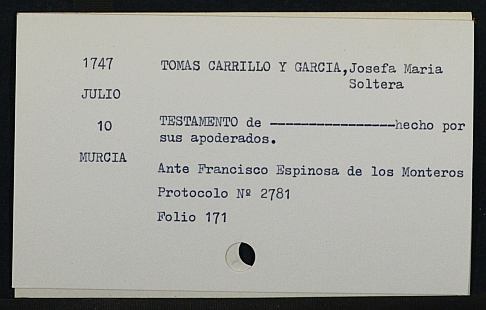 1747 TOMAS CARRILLO Y GARCIA,Josefa Maria
Soltera
JULIO
10 TESTAMENTO de ----------------hecho por
sus apoderados.
MURCIA
Ante Francisco Espinosa de los Monteros
Protocolo Nº 2781
Folio 171